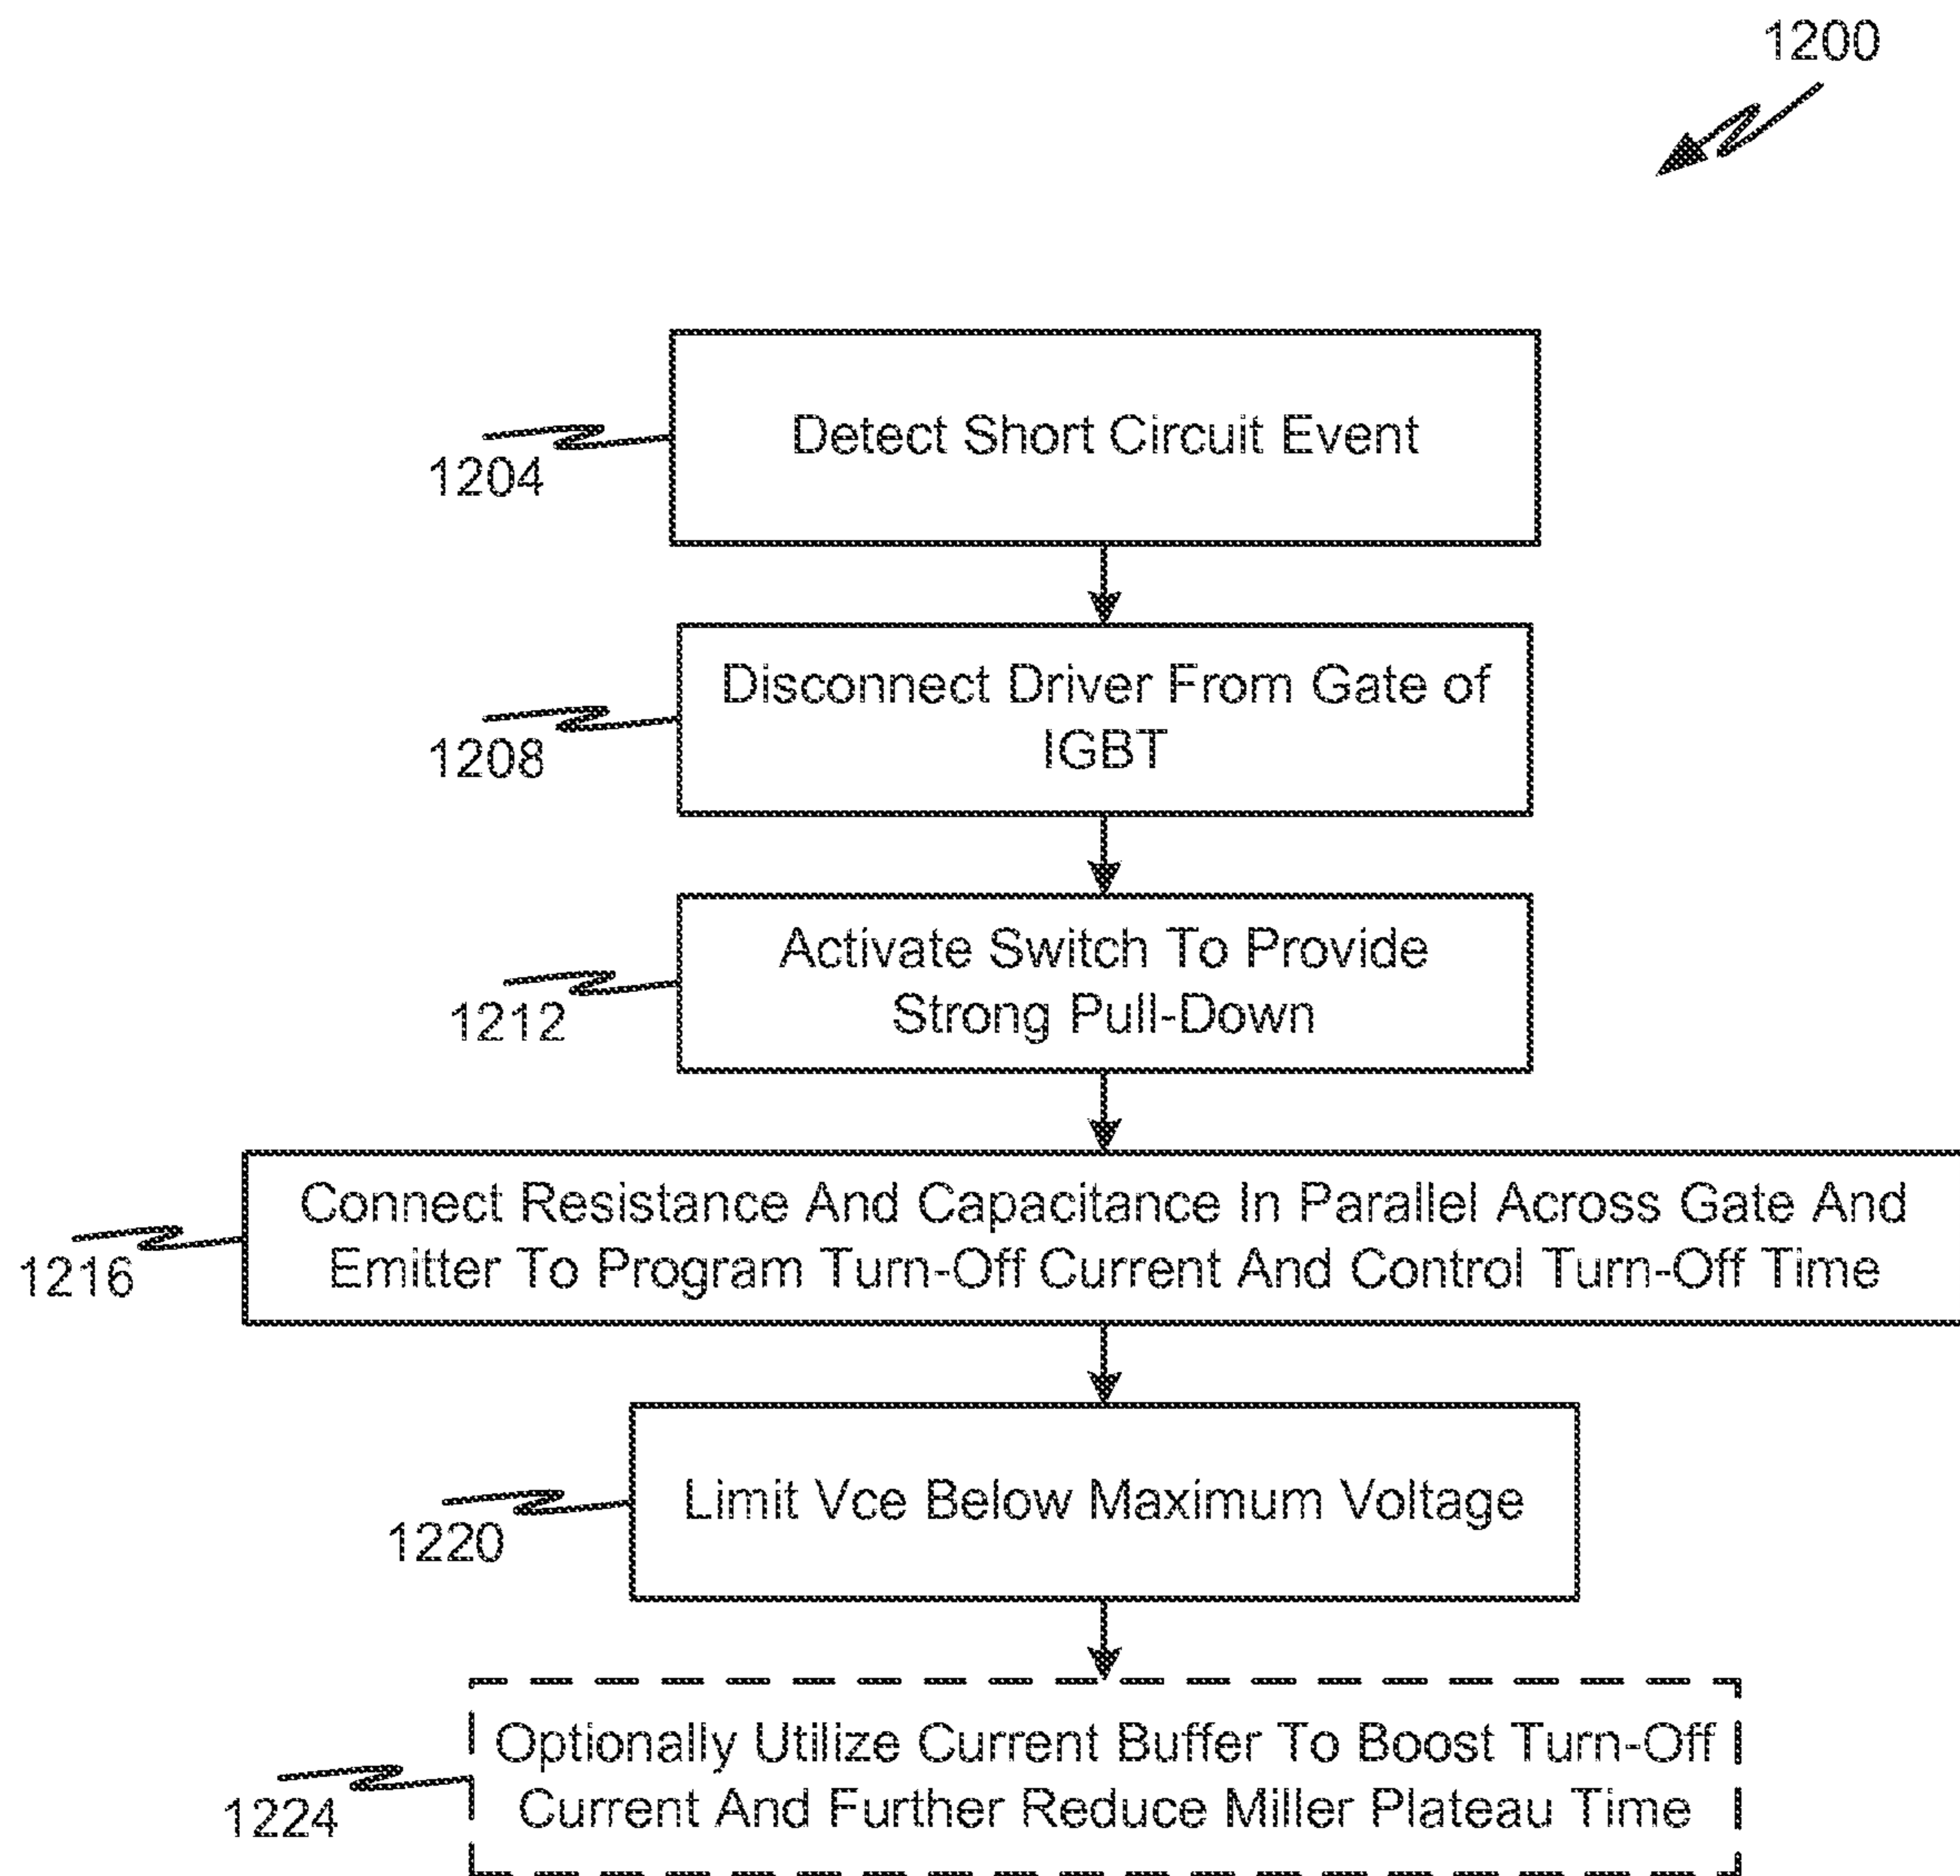 1200
Detect Short Circuit Event
1204
Disconnect Driver From Gate of
IGBT
1208
Activate Switch To Provide
Strong Pull-Down
1212
Connect Resistance And Capacitance In Parallel Across Gate And
Emitter To Program Turn-Off Current And Control Turn-Off Time
1216
Limit Vce Below Maximum Voltage
1220
Optionally Utilize Current Buffer To Boost Turn-Off
Current And Further Reduce Miller Plateau Time
1224